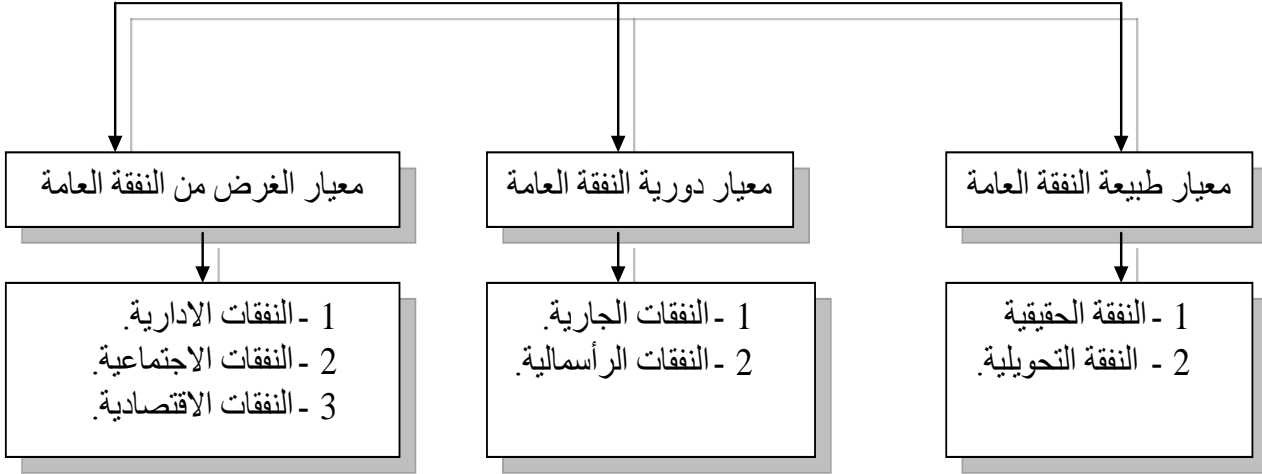 معيار طبيعة النفقة العامة
معيار دورية النفقة العامة
معيار الغرض من النفقة العامة
1 - النفقة الحقيقية
2 - النفقة التحويلية.
1 - النفقات الجارية.
2 - النفقات الرأسمالية.
1 - النفقات الادارية.
2 - النفقات الاجتماعية.
3 - النفقات الاقتصادية.